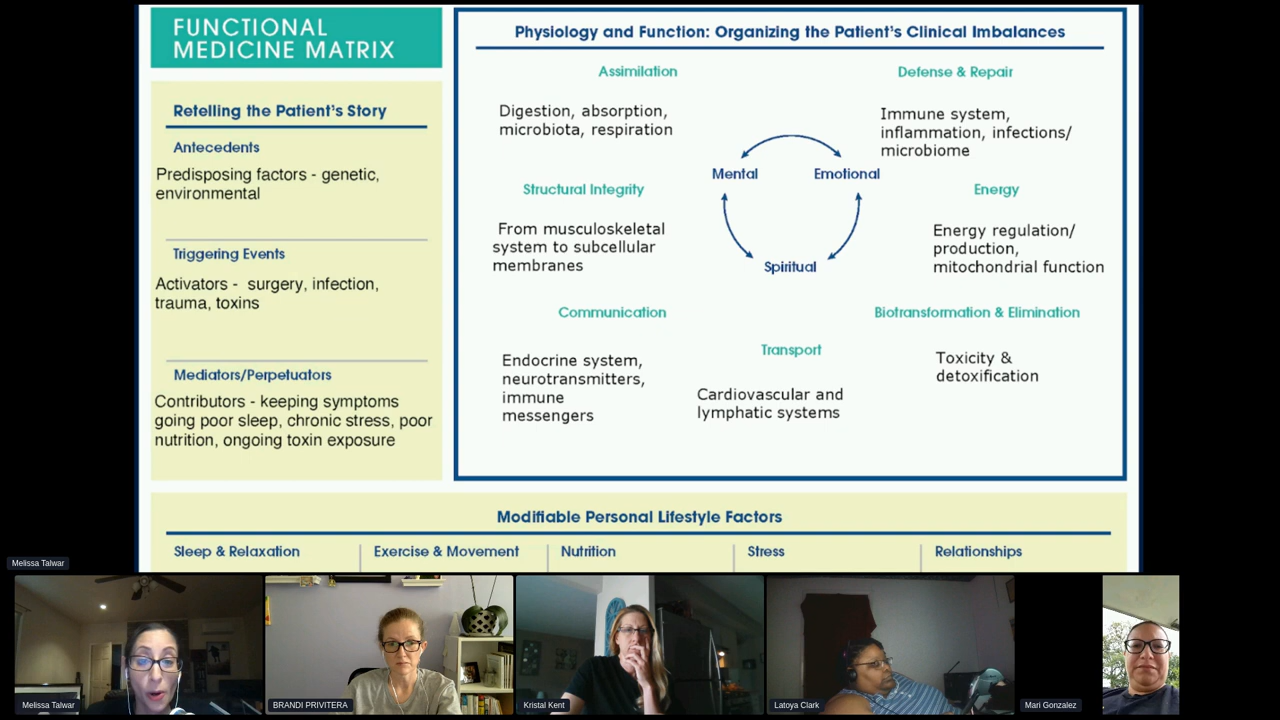 FUNCTIONAL
MEDICINE MATRIX
Retelling the Patient's Story
Antecedents
Predisposing factors - genetic,
environmental
Triggering Events
Activators - surgery, infection,
trauma, toxins
Mediators/Perpetuators
Contributors - keeping symptoms
going poor sleep, chronic stress, poor
nutrition, ongoing toxin exposure
Physiology and Function: Organizing the Patient's Clinical Imbalances
Assimilation
Digestion, absorption,
microbiota, respiration
Defense & Repair
Immune system,
inflammation, infections/
microbiome
Mental
Emotional
Spiritual
Structural Integrity
From musculoskeletal
system to subcellular
membranes
Energy
Energy regulation/
production,
mitochondrial function
Communication
Endocrine system,
neurotransmitters,
immune
messengers
Transport
Cardiovascular and
lymphatic systems
Biotransformation & Elimination
Toxicity &
detoxification
Modifiable Personal Lifestyle Factors
Sleep & Relaxation
Exercise & Movement
Nutrition
Stress
Relationships
Melissa Talwar
Melissa Talwar
BRANDI PRIVITERA
Kristal Kent
Latoya Clark
Mari Gonzalez